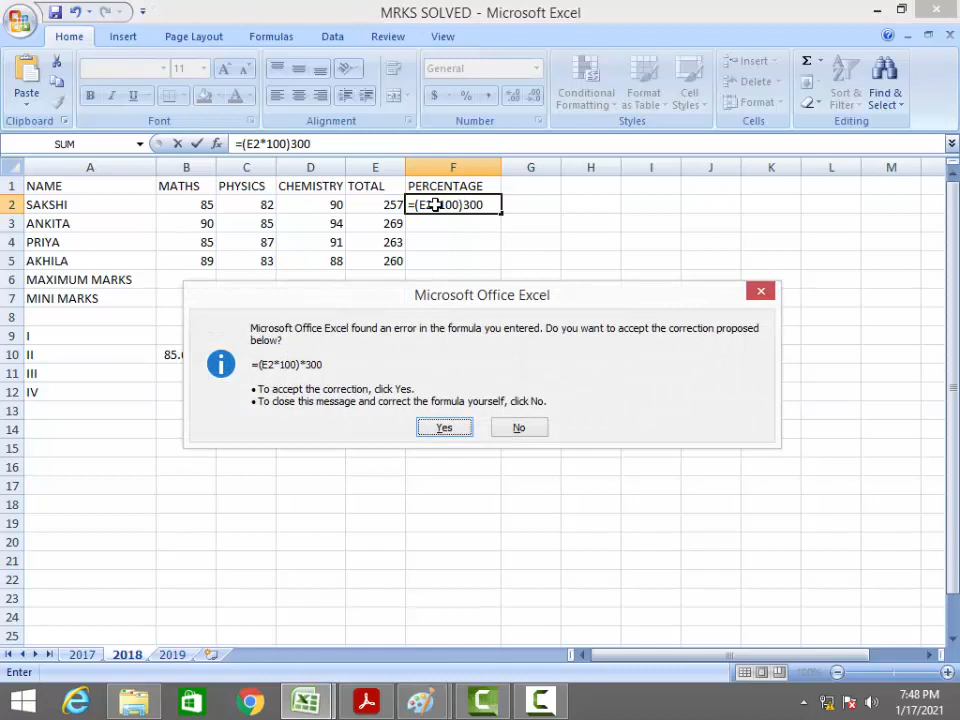 MRKS SOLVED - Microsoft Excel
Home Insert Page Layout Formulas Data Review View
Paste
11 A A
General
Conditional Formatting Format as Table Cell Styles
Insert
Delete
Format
Sort & Filter Find & Select
B I U
$ % ,
Clipboard Font Alignment Number Styles Cells Editing
SUM =(E2*100)300
A B C D E F G H I J K L M
1 NAME MATHS PHYSICS CHEMISTRY TOTAL PERCENTAGE
2 SAKSHI 85 82 90 257 =(E2*100)300
3 ANKITA 90 85 94 269
4 PRIYA 85 87 91 263
5 AKHILA 89 83 88 260
6 MAXIMUM MARKS
7 MINI MARKS
8
9 I
10 II 85.
11 III
12 IV
13
14
15
16
17
18
19
20
21
22
23
24
25
Microsoft Office Excel
Microsoft Office Excel found an error in the formula you entered. Do you want to accept the correction proposed
below?
=(E2*100)*300
• To accept the correction, click Yes.
• To close this message and correct the formula yourself, click No.
Yes No
2017 2018 2019
Enter 100%
7:48 PM
1/17/2021